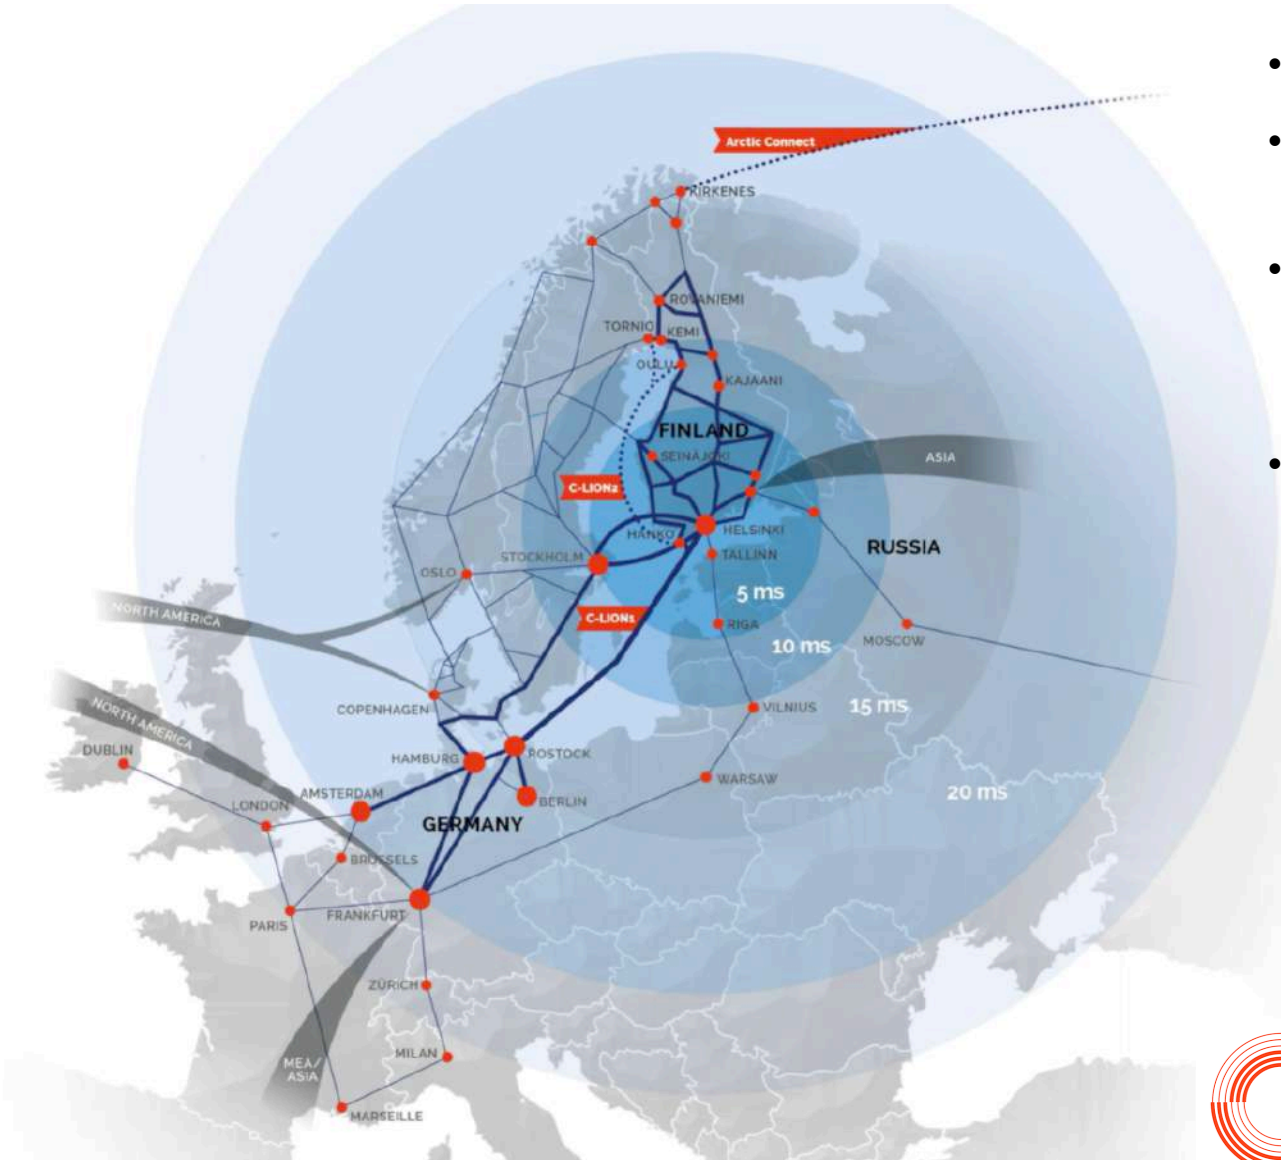 Arctic Connect
KIRKENES
ROVANIEMI
TORNIO
KEMI
OULU
KAJAANI
FINLAND
SEINÄJOKI
ASIA
C-LION2
HANKO
HELSINKI
RUSSIA
STOCKHOLM
TALLINN
OSLO
5 ms
NORTH AMERICA
C-LION1
RIGA
10 ms
MOSCOW
COPENHAGEN
15 ms
VILNIUS
NORTH AMERICA
DUBLIN
HAMBURG
ROSTOCK
WARSAW
AMSTERDAM
BERLIN
20 ms
LONDON
GERMANY
BRUSSELS
FRANKFURT
PARIS
ZÜRICH
MILAN
MEA/
ASIA
MARSEILLE